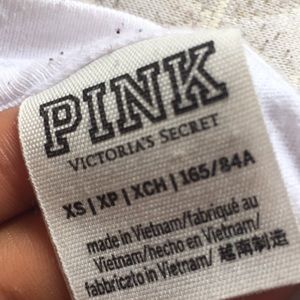 PINK
VICTORIA'S SECRET
XS | XP | XCH | 165/84A
made in Vietnam/fabriqué au
Vietnam/hecho en Vietnam/
fabbricato in Vietnam/ 越南制造